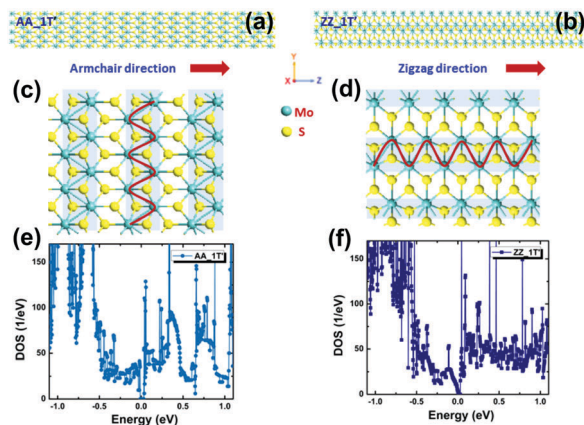 AA_1T′ (a)
ZZ_1T′ (b)
Armchair direction
Y
X Z
Zigzag direction
(c)
Mo
S
(d)
(e)
AA_1T′
DOS (1/eV)
150
100
50
0
-1.0 -0.5 0.0 0.5 1.0
Energy (eV)
(f)
ZZ_1T′
DOS (1/eV)
150
100
50
0
-1.0 -0.5 0.0 0.5 1.0
Energy (eV)